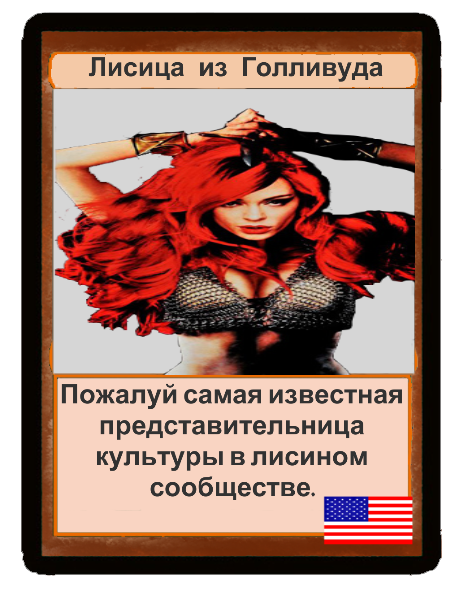 Лисица из Голливуда
Пожалуй самая известная
представительница
культуры в лисином
сообществе.